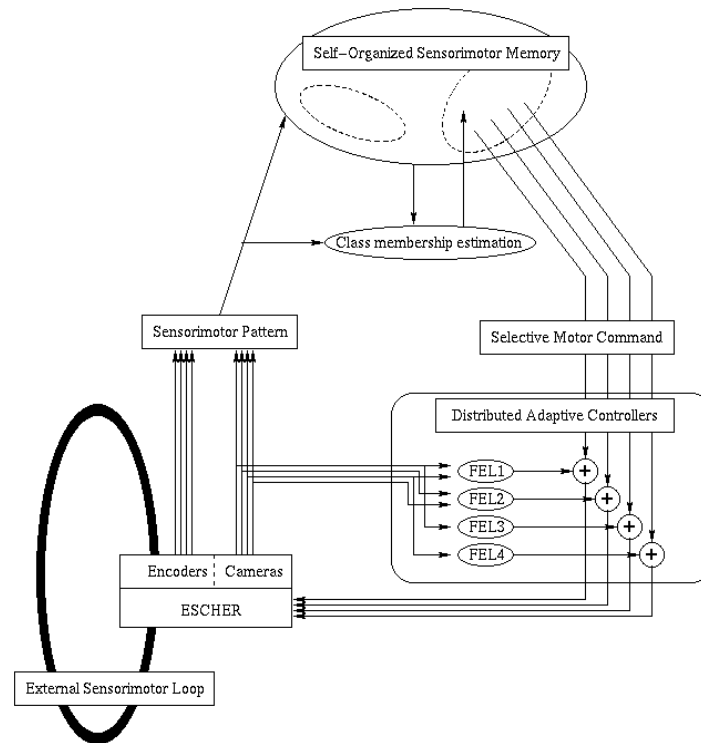 Self-Organized Sensorimotor Memory
Class membership estimation
Sensorimotor Pattern
Selective Motor Command
Distributed Adaptive Controllers
FEL1
+
FEL2
+
FEL3
+
FEL4
+
Encoders
Cameras
ESCHER
External Sensorimotor Loop